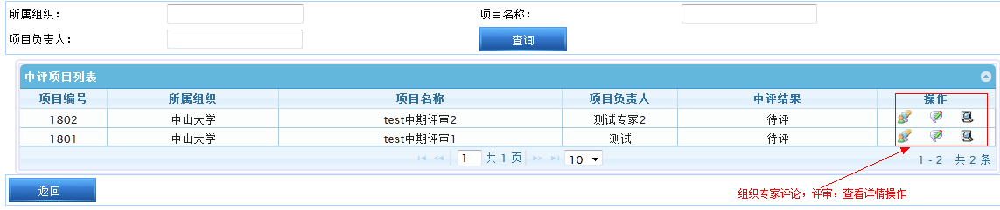 所属组织： 项目名称：
项目负责人： 查询
中评项目列表
项目编号 所属组织 项目名称 项目负责人 中评结果 操作
1802 中山大学 test中期评审2 测试专家2 待评
1801 中山大学 test中期评审1 测试 待评
1 共 1 页 10 1 - 2 共 2 条
返回 组织专家评论，评审，查看详情操作